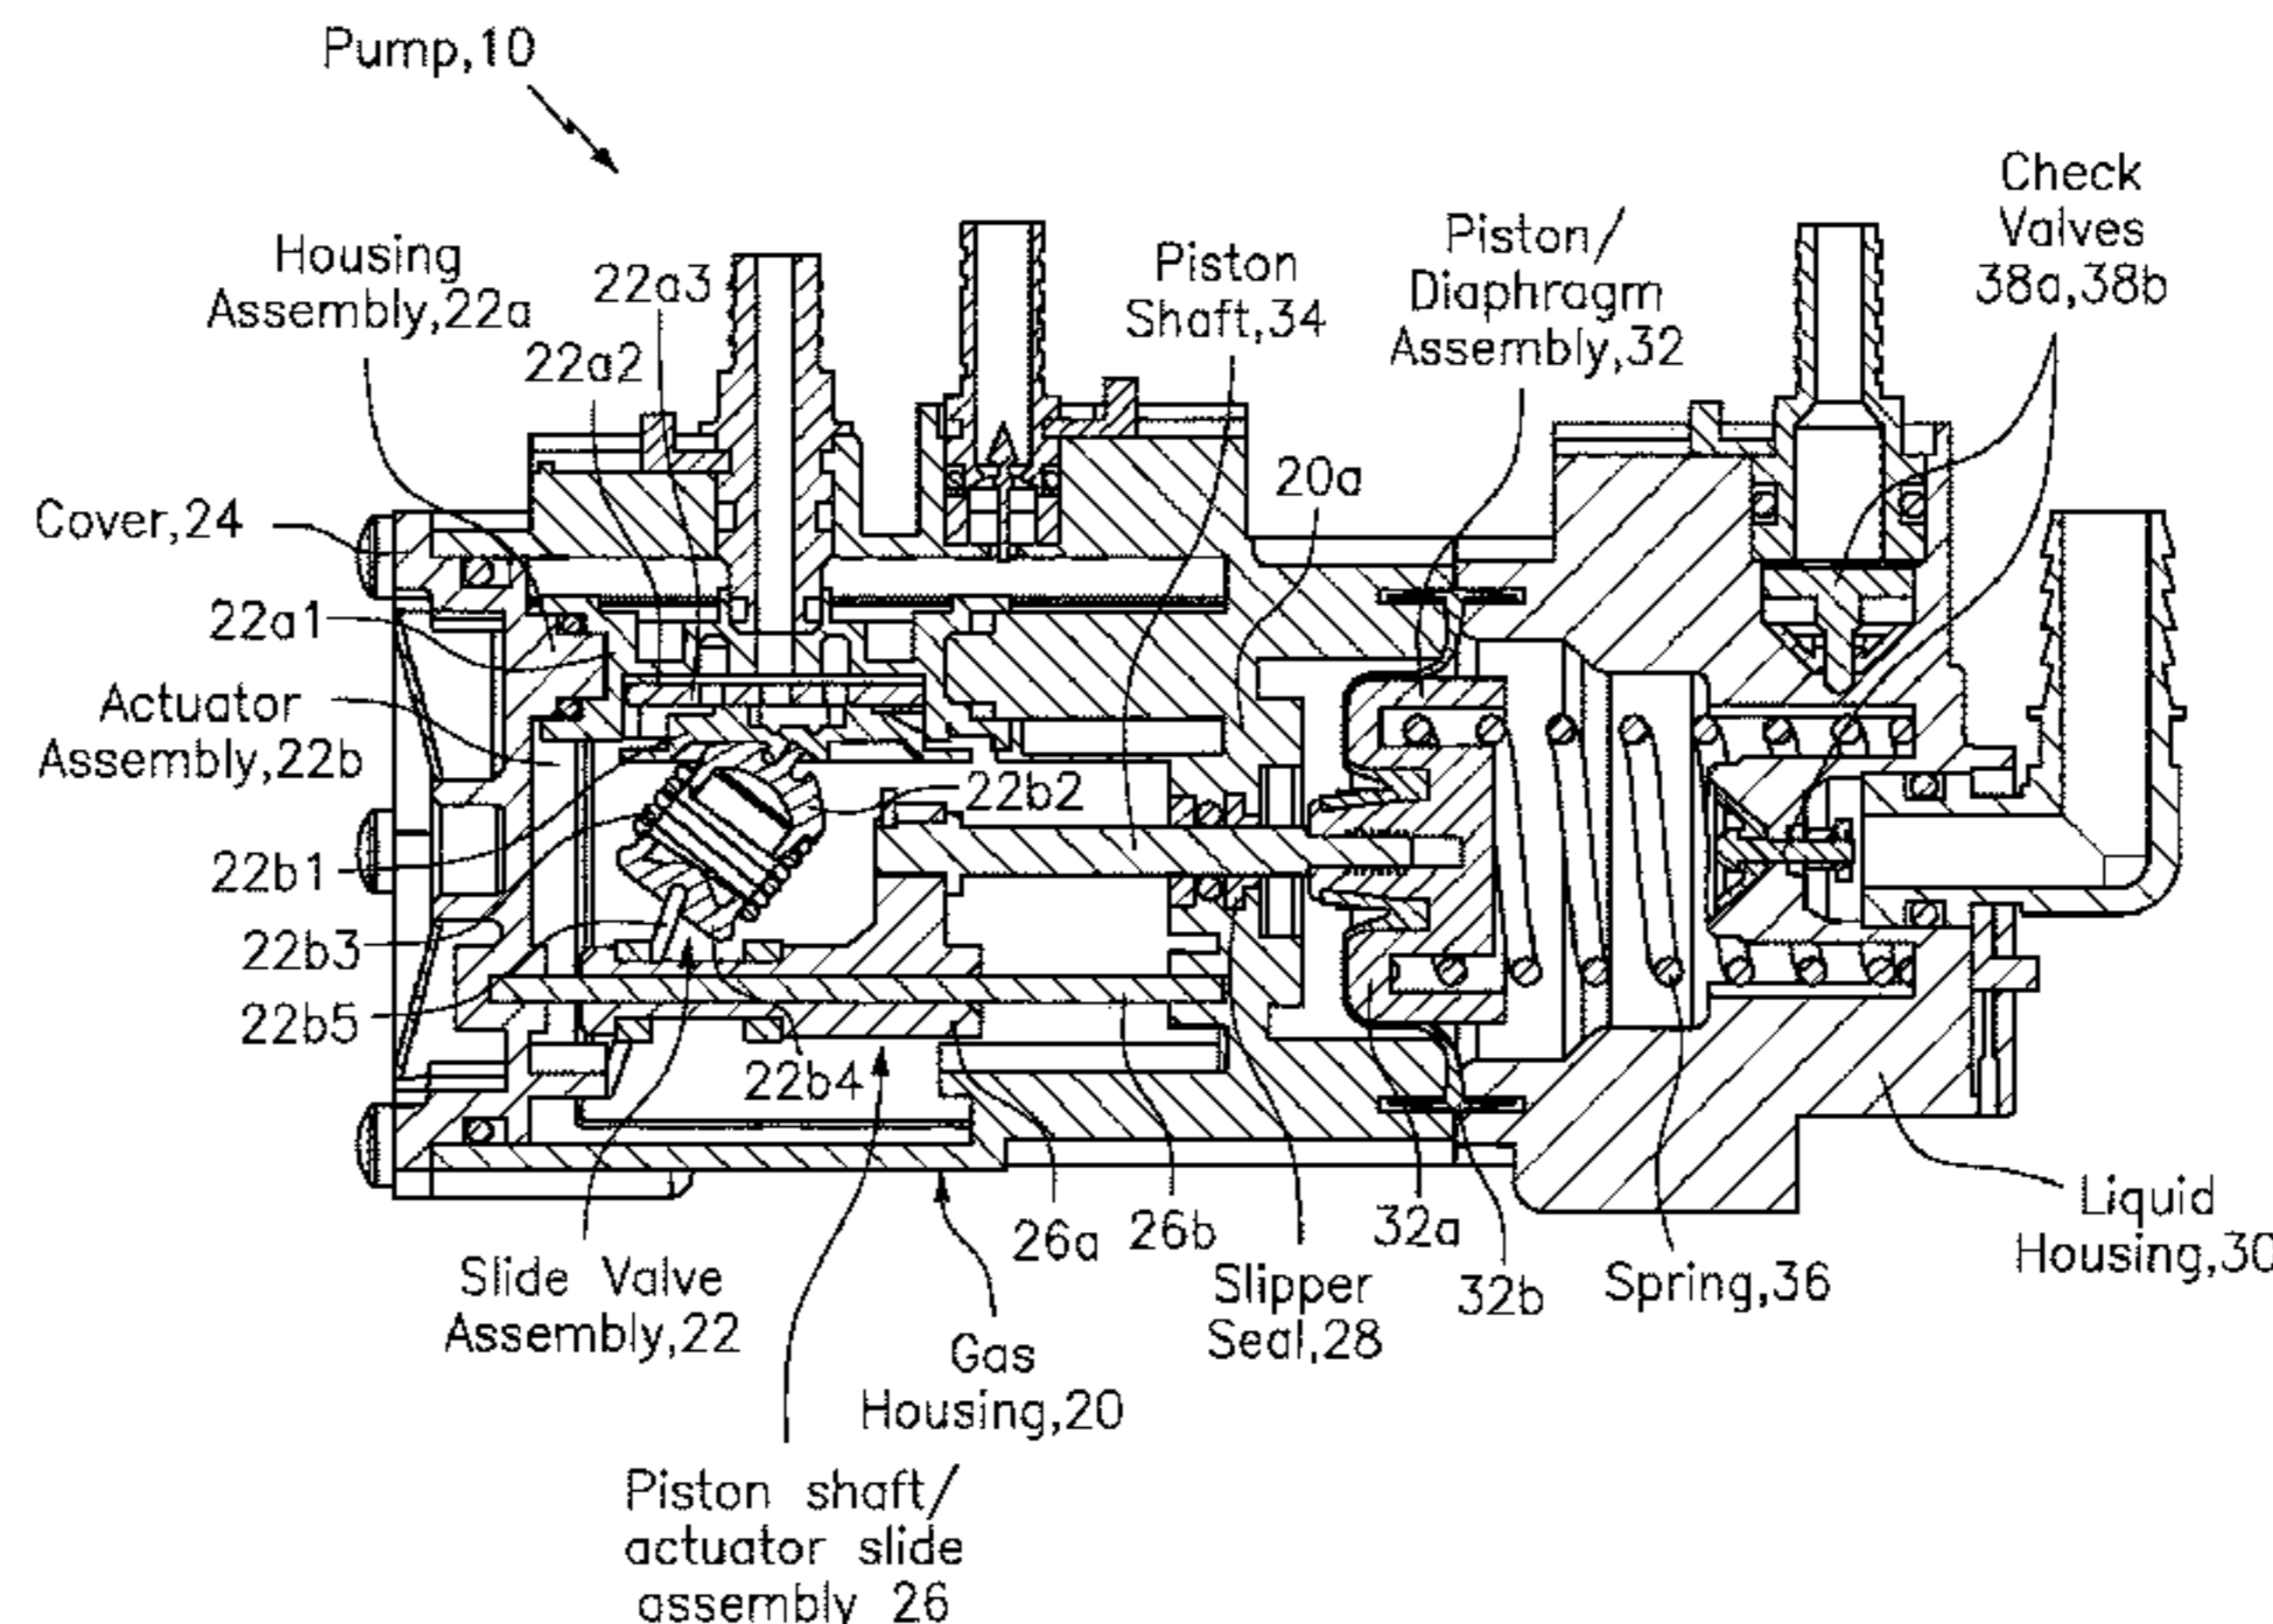 Pump,10
Check
Valves
38a,38b
Piston/
Diaphragm
Assembly,32
Piston
Shaft,34
Housing
Assembly,22a
22a3
22a2
20a
Cover,24
22a1
Actuator
Assembly,22b
22b2
22b1
22b3
22b5
22b4
26a
26b
32a
32b
Liquid
Housing,30
Spring,36
Slipper
Seal,28
Slide Valve
Assembly,22
Gas
Housing,20
Piston shaft/
actuator slide
assembly 26